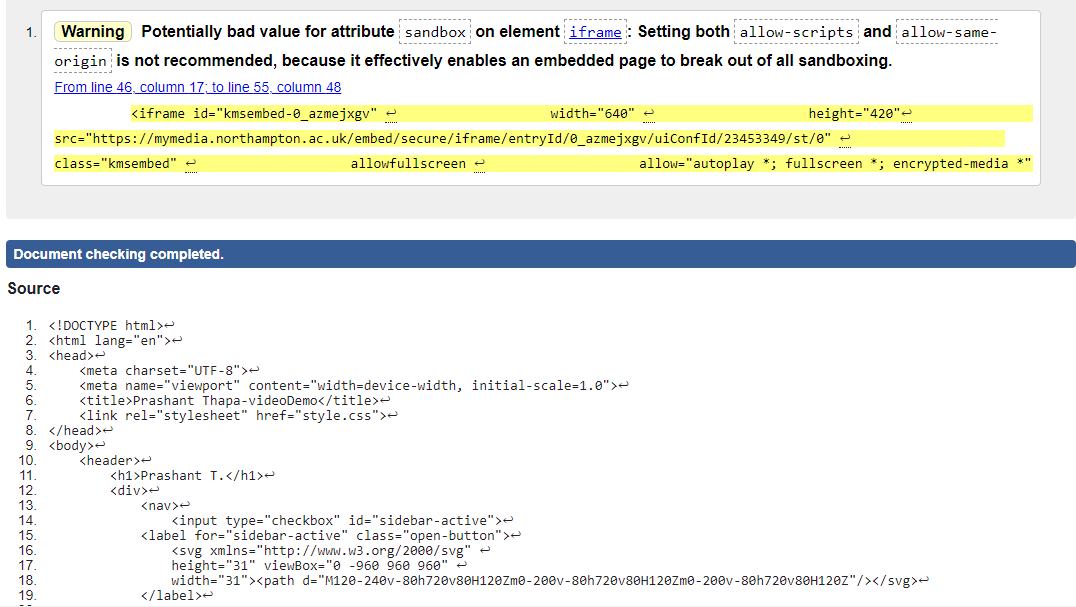 1. Warning Potentially bad value for attribute sandbox on element iframe: Setting both allow-scripts and allow-same-
origin is not recommended, because it effectively enables an embedded page to break out of all sandboxing.
From line 46, column 17; to line 55, column 48
<iframe id="kmsembed-0_azmejxgv" ↩ width="640" ↩ height="420"↩
src="https://mymedia.northampton.ac.uk/embed/secure/iframe/entryId/0_azmejxgv/uiConfId/23453349/st/0" ↩
class="kmsembed" ↩ allowfullscreen ↩ allow="autoplay *; fullscreen *; encrypted-media *"
Document checking completed.
Source
1. <!DOCTYPE html>↩
2. <html lang="en">↩
3. <head>↩
4. <meta charset="UTF-8">↩
5. <meta name="viewport" content="width=device-width, initial-scale=1.0">↩
6. <title>Prashant Thapa-videoDemo</title>↩
7. <link rel="stylesheet" href="style.css">↩
8. </head>↩
9. <body>↩
10. <header>↩
11. <h1>Prashant T.</h1>↩
12. <div>↩
13. <nav>↩
14. <input type="checkbox" id="sidebar-active">↩
15. <label for="sidebar-active" class="open-button">↩
16. <svg xmlns="http://www.w3.org/2000/svg" ↩
17. height="31" viewBox="0 -960 960 960" ↩
18. width="31"><path d="M120-240v-80h720v80H120Zm0-200v-80h720v80H120Zm0-200v-80h720v80H120Z"/></svg>↩
19. </label>↩